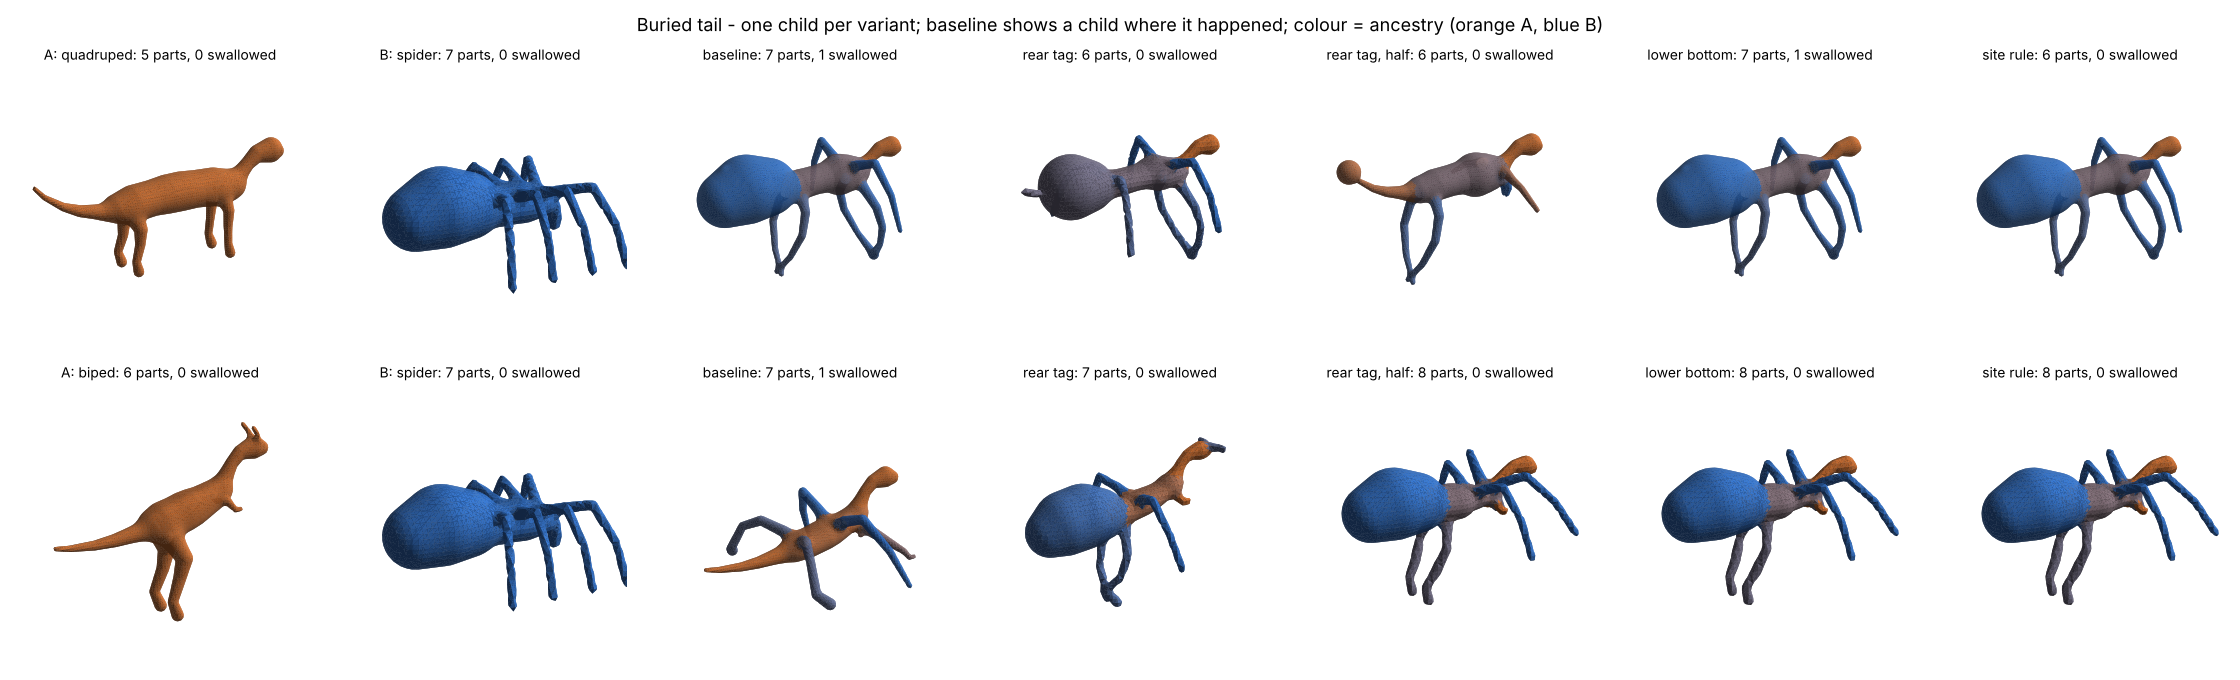 Buried tail - one child per variant; baseline shows a child where it happened; colour = ancestry (orange A, blue B)
A: quadruped: 5 parts, 0 swallowed
B: spider: 7 parts, 0 swallowed
baseline: 7 parts, 1 swallowed
rear tag: 6 parts, 0 swallowed
rear tag, half: 6 parts, 0 swallowed
lower bottom: 7 parts, 1 swallowed
site rule: 6 parts, 0 swallowed
A: biped: 6 parts, 0 swallowed
B: spider: 7 parts, 0 swallowed
baseline: 7 parts, 1 swallowed
rear tag: 7 parts, 0 swallowed
rear tag, half: 8 parts, 0 swallowed
lower bottom: 8 parts, 0 swallowed
site rule: 8 parts, 0 swallowed